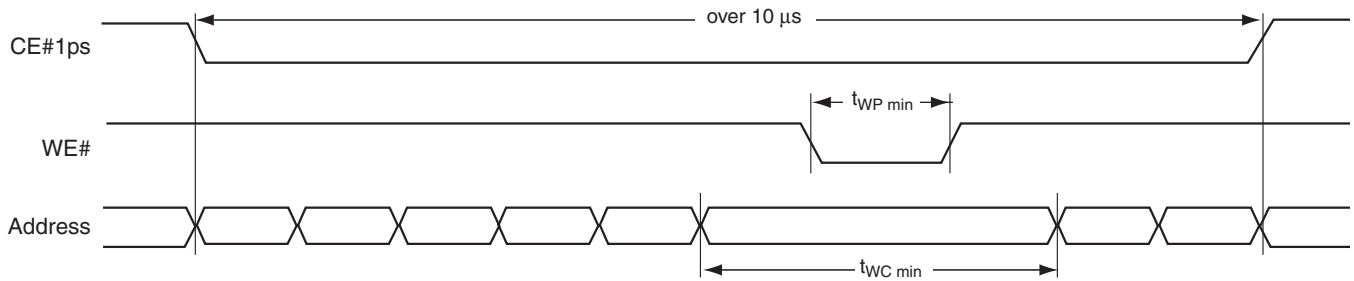 over 10 μs
CE#1ps
tWP min
WE#
Address
tWC min